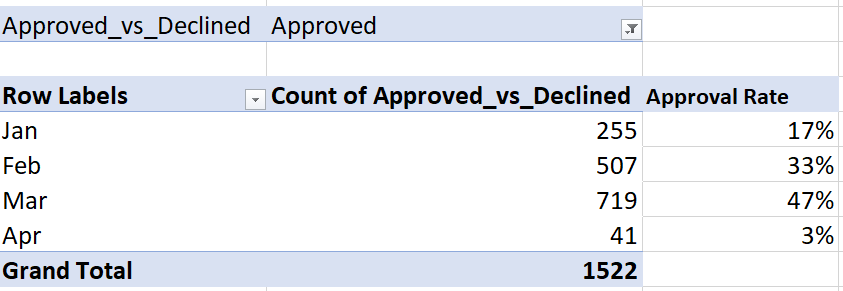 Approved_vs_Declined Approved
Row Labels Count of Approved_vs_Declined Approval Rate
Jan 255 17%
Feb 507 33%
Mar 719 47%
Apr 41 3%
Grand Total 1522